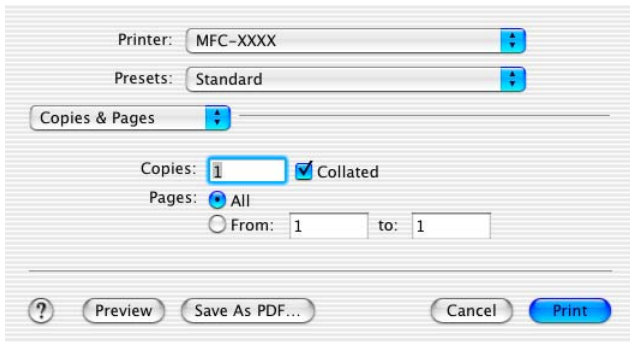 Printer: MFC-XXXX
Presets: Standard
Copies & Pages
Copies: 1 Collated
Pages: All
From: 1 to: 1
? Preview Save As PDF... Cancel Print